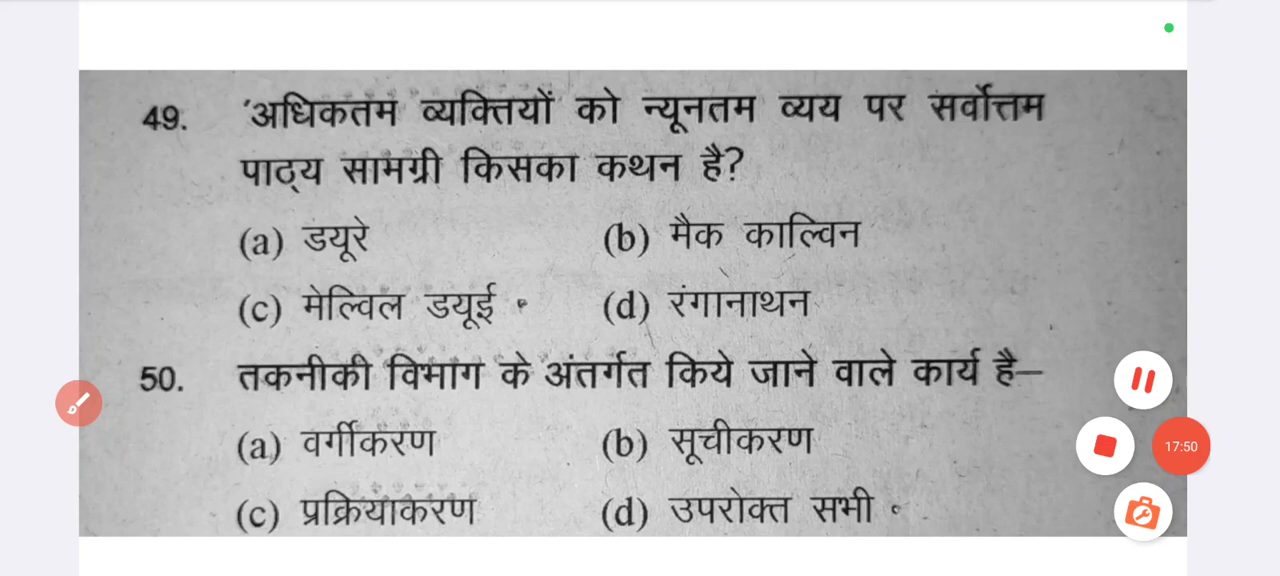 49. 'अधिकतम व्यक्तियों को न्यूनतम व्यय पर सर्वोत्तम
पाठ्य सामग्री किसका कथन है?
(a) डयूरे (b) मैक काल्विन
(c) मेल्विल डयूई (d) रंगानाथन
50. तकनीकी विभाग के अंतर्गत किये जाने वाले कार्य है–
(a) वर्गीकरण (b) सूचीकरण
(c) प्रक्रियाकरण (d) उपरोक्त सभी
17:50